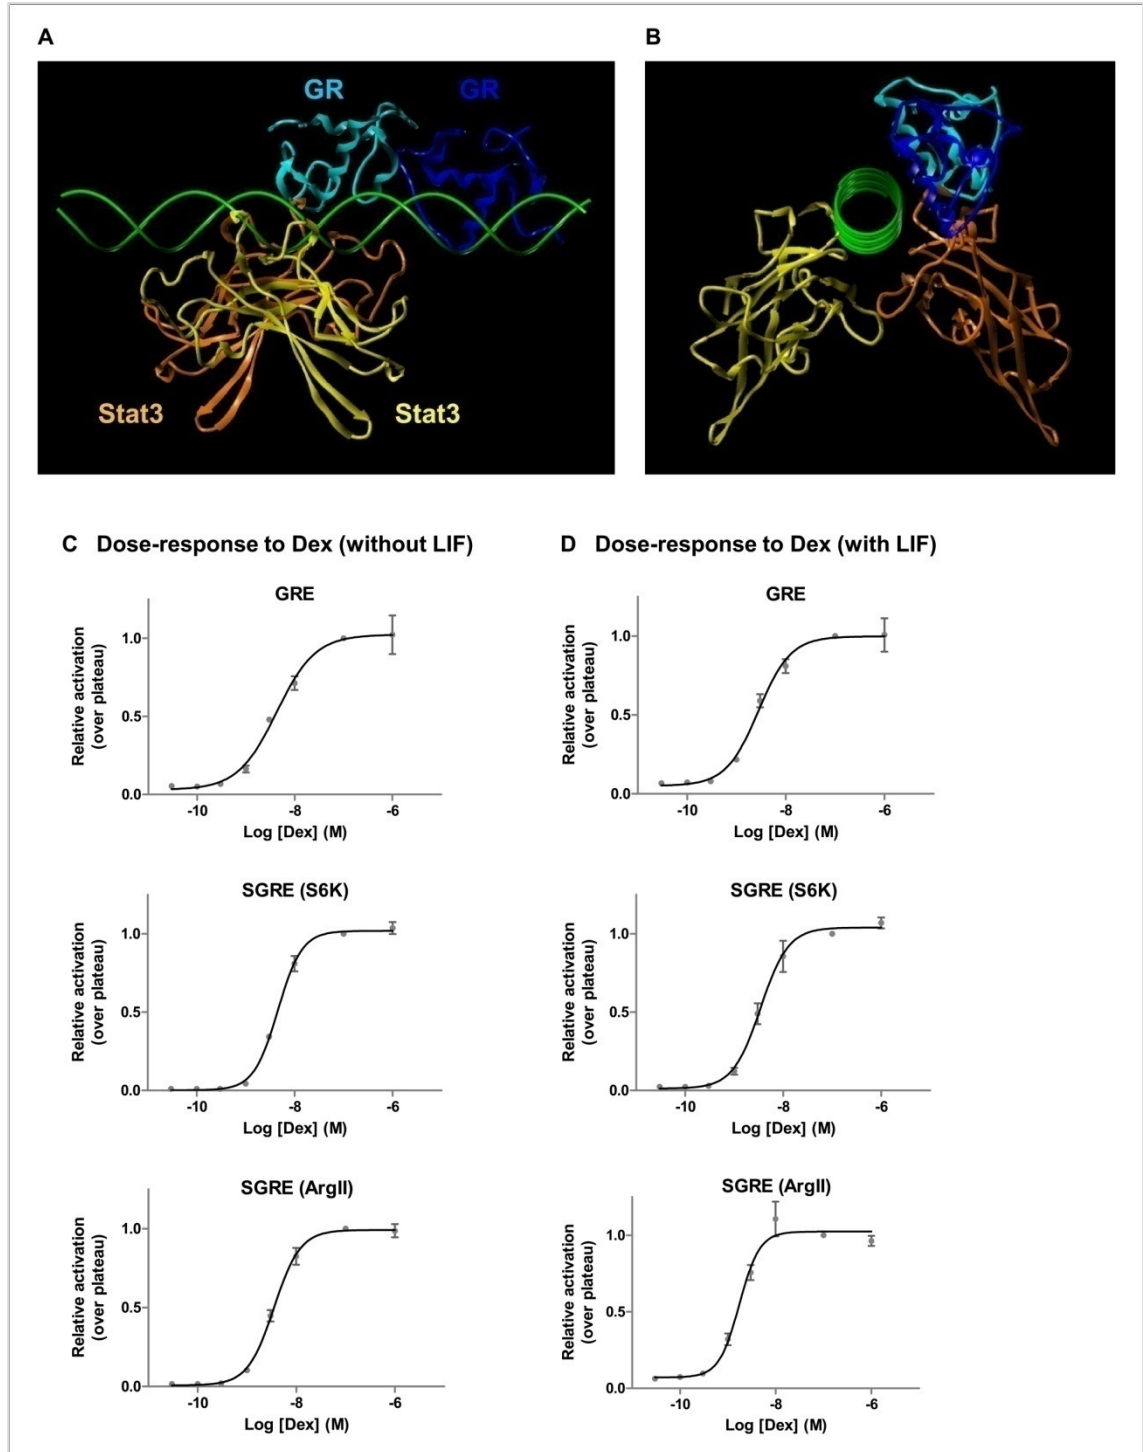 A
B
GR
GR
Stat3
Stat3
C Dose-response to Dex (without LIF)
D Dose-response to Dex (with LIF)
GRE
Relative activation
(over plateau)
1.0
0.5
0.0
-10
-8
-6
Log [Dex] (M)
GRE
Relative activation
(over plateau)
1.0
0.5
0.0
-10
-8
-6
Log [Dex] (M)
SGRE (S6K)
Relative activation
(over plateau)
1.0
0.5
0.0
-10
-8
-6
Log [Dex] (M)
SGRE (S6K)
Relative activation
(over plateau)
1.0
0.5
0.0
-10
-8
-6
Log [Dex] (M)
SGRE (ArgII)
Relative activation
(over plateau)
1.0
0.5
0.0
-10
-8
-6
Log [Dex] (M)
SGRE (ArgII)
Relative activation
(over plateau)
1.0
0.5
0.0
-10
-8
-6
Log [Dex] (M)